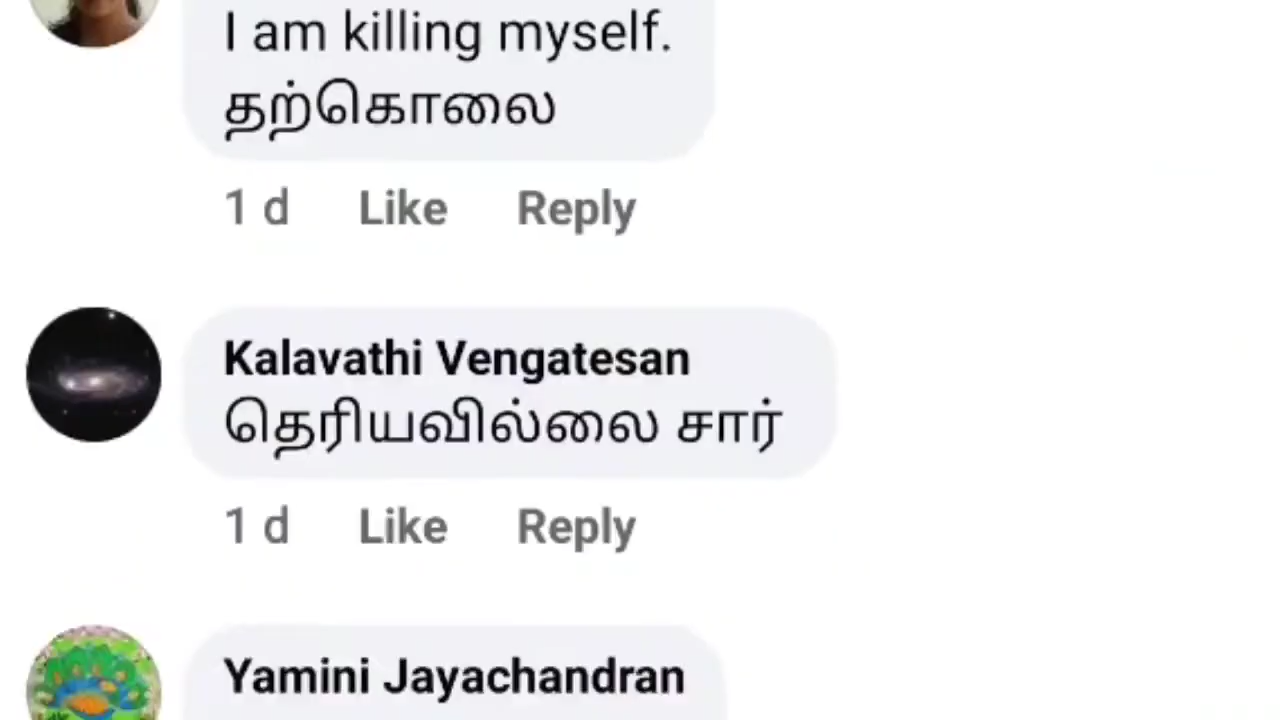 I am killing myself.
தற்கொலை
1 d Like Reply
Kalavathi Vengatesan
தெரியவில்லை சார்
1 d Like Reply
Yamini Jayachandran